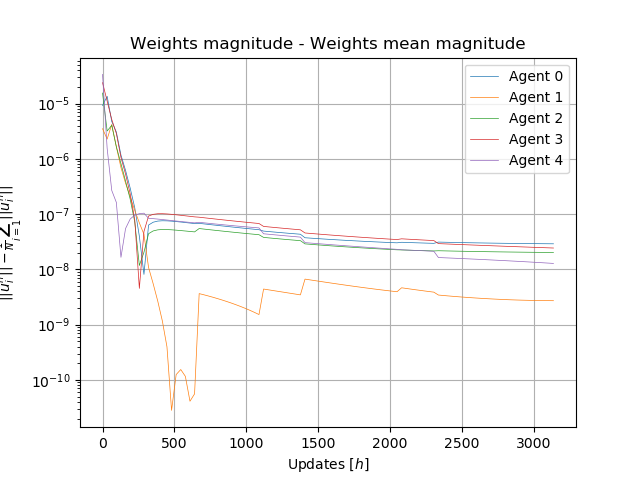 Weights magnitude - Weights mean magnitude
Agent 0
Agent 1
Agent 2
Agent 3
Agent 4
10⁻⁵
10⁻⁶
10⁻⁷
10⁻⁸
10⁻⁹
10⁻¹⁰
0
500
1000
1500
2000
2500
3000
Updates [h]